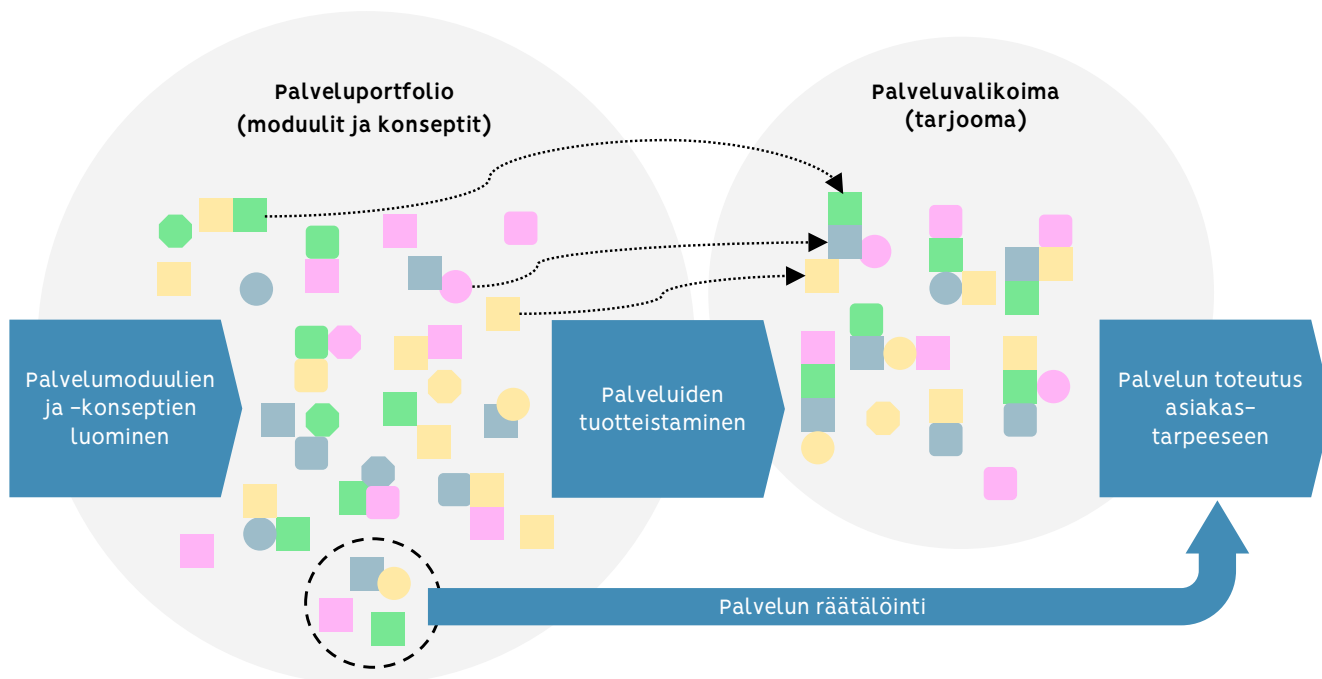 Palveluportfolio
(moduulit ja konseptit)
Palveluvalikoima
(tarjooma)
Palvelumoduulien
ja -konseptien
luominen
Palveluiden
tuotteistaminen
Palvelun toteutus
asiakas-
tarpeeseen
Palvelun räätälöinti